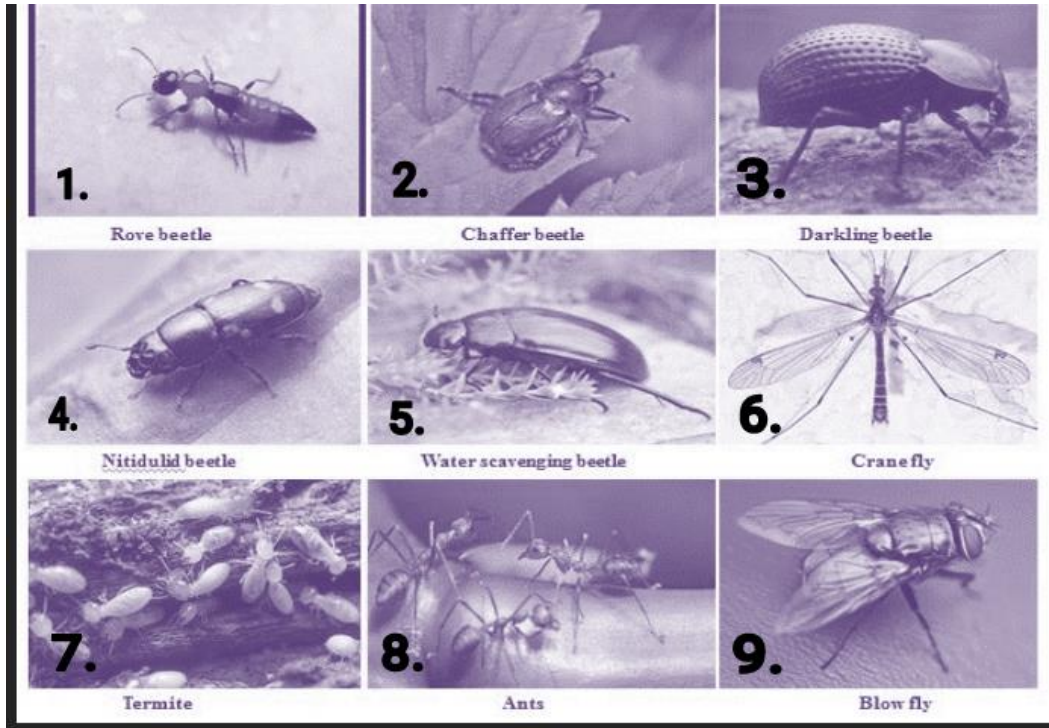 1.
2.
3.
Rove beetle
Chaffer beetle
Darkling beetle
4.
5.
6.
Nitidulid beetle
Water scavenging beetle
Crane fly
7.
8.
9.
Termite
Ants
Blow fly